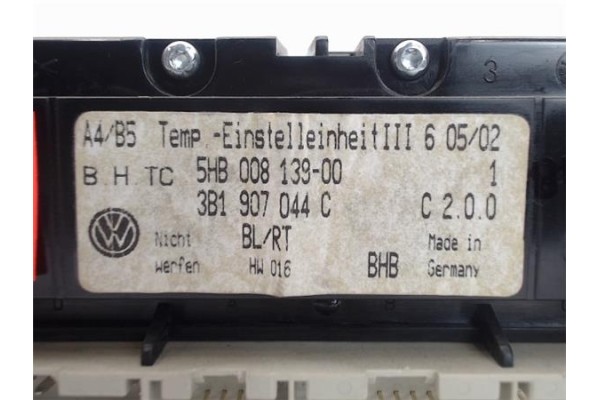 3
A4/B5 Temp.-EinstelleinheitIII 6 05/02
B H TC 5HB 008 139-00 1
3B1 907 044 C C 2.0.0
Nicht BL/RT Made in
werfen HW 016 BHB Germany